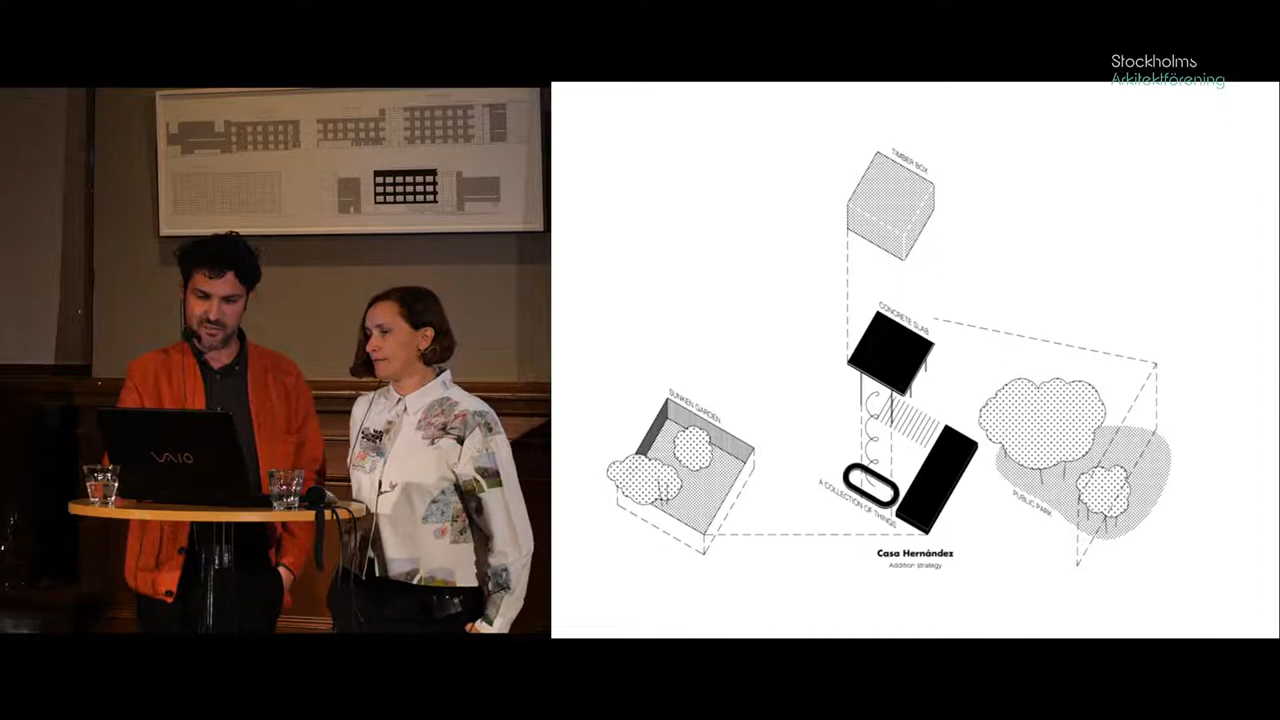 Stockholms
Arkitektförening
TIMBER BOX
CONCRETE SLAB
SUNKEN GARDEN
A COLLECTION OF THINGS
PUBLIC PARK
Casa Hernández
Addition strategy
VAIO